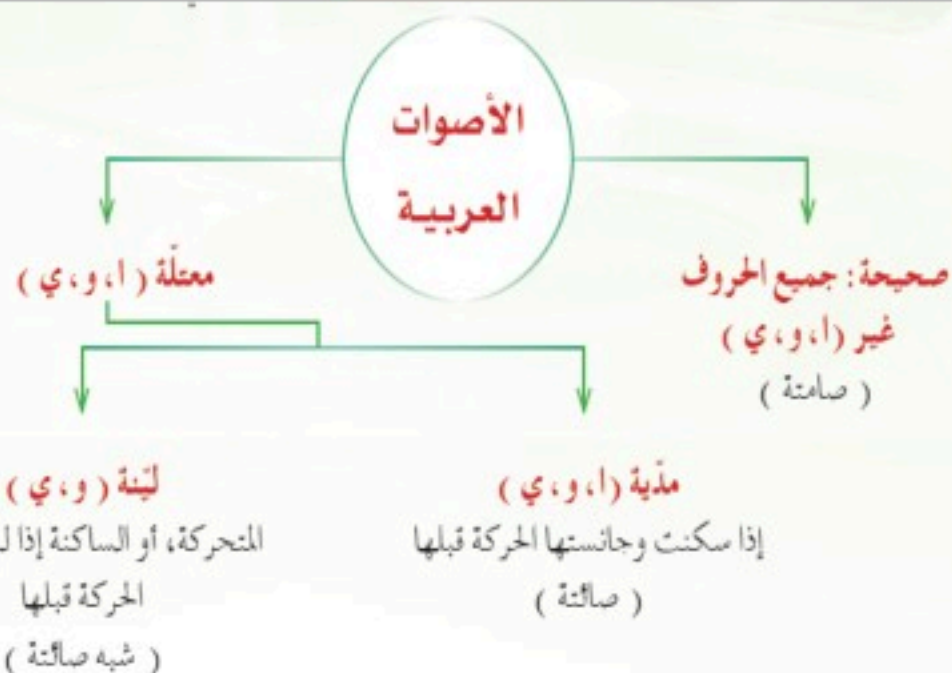 الأصوات
العربية
صحيحة: جميع الحروف
غير (ا، و، ي)
( صامتة )
معتلّة ( ا، و، ي )
مدّية (ا، و، ي )
إذا سكنت وجانستها الحركة قبلها
( صائتة )
ليّنة ( و، ي )
المتحركة، أو الساكنة إذا
الحركة قبلها
( شبه صائتة )